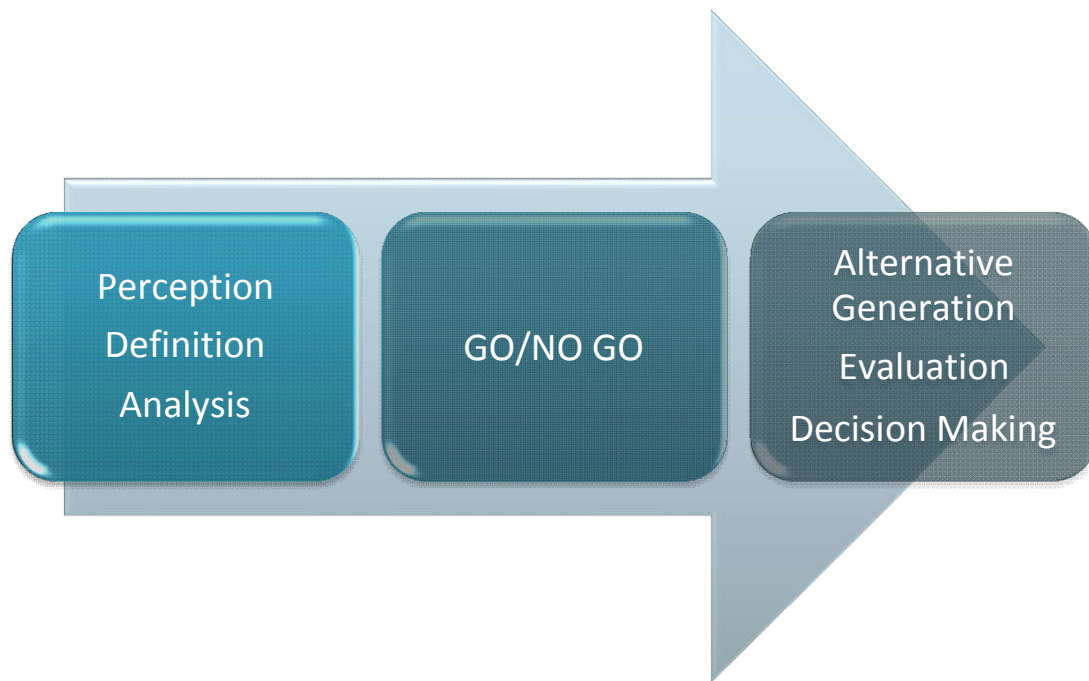 Perception
Definition
Analysis
GO/NO GO
Alternative
Generation
Evaluation
Decision Making